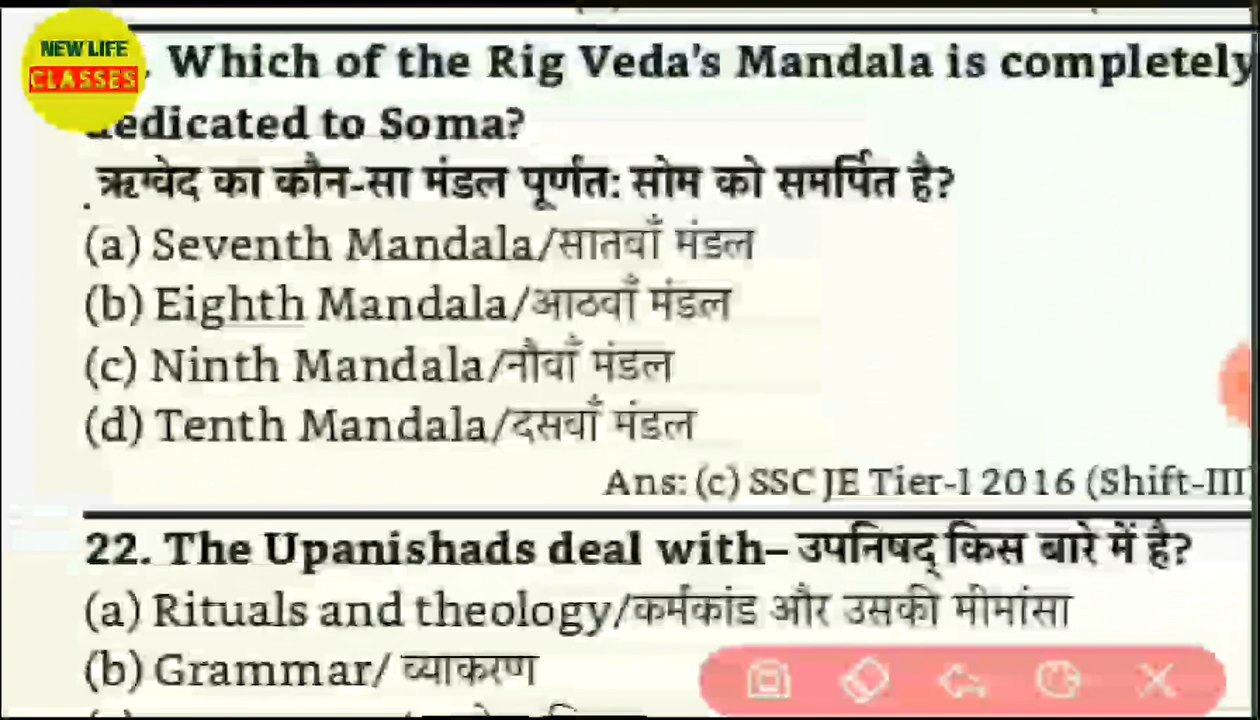 NEW LIFE
CLASSES
. Which of the Rig Veda's Mandala is completely
dedicated to Soma?
ऋग्वेद का कौन-सा मंडल पूर्णत: सोम को समर्पित है?
(a) Seventh Mandala/सातवाँ मंडल
(b) Eighth Mandala/आठवाँ मंडल
(c) Ninth Mandala/नौवाँ मंडल
(d) Tenth Mandala/दसवाँ मंडल
Ans: (c) SSC JE Tier-1 2016 (Shift-III
22. The Upanishads deal with– उपनिषद् किस बारे में है?
(a) Rituals and theology/कर्मकांड और उसकी मीमांसा
(b) Grammar/ व्याकरण